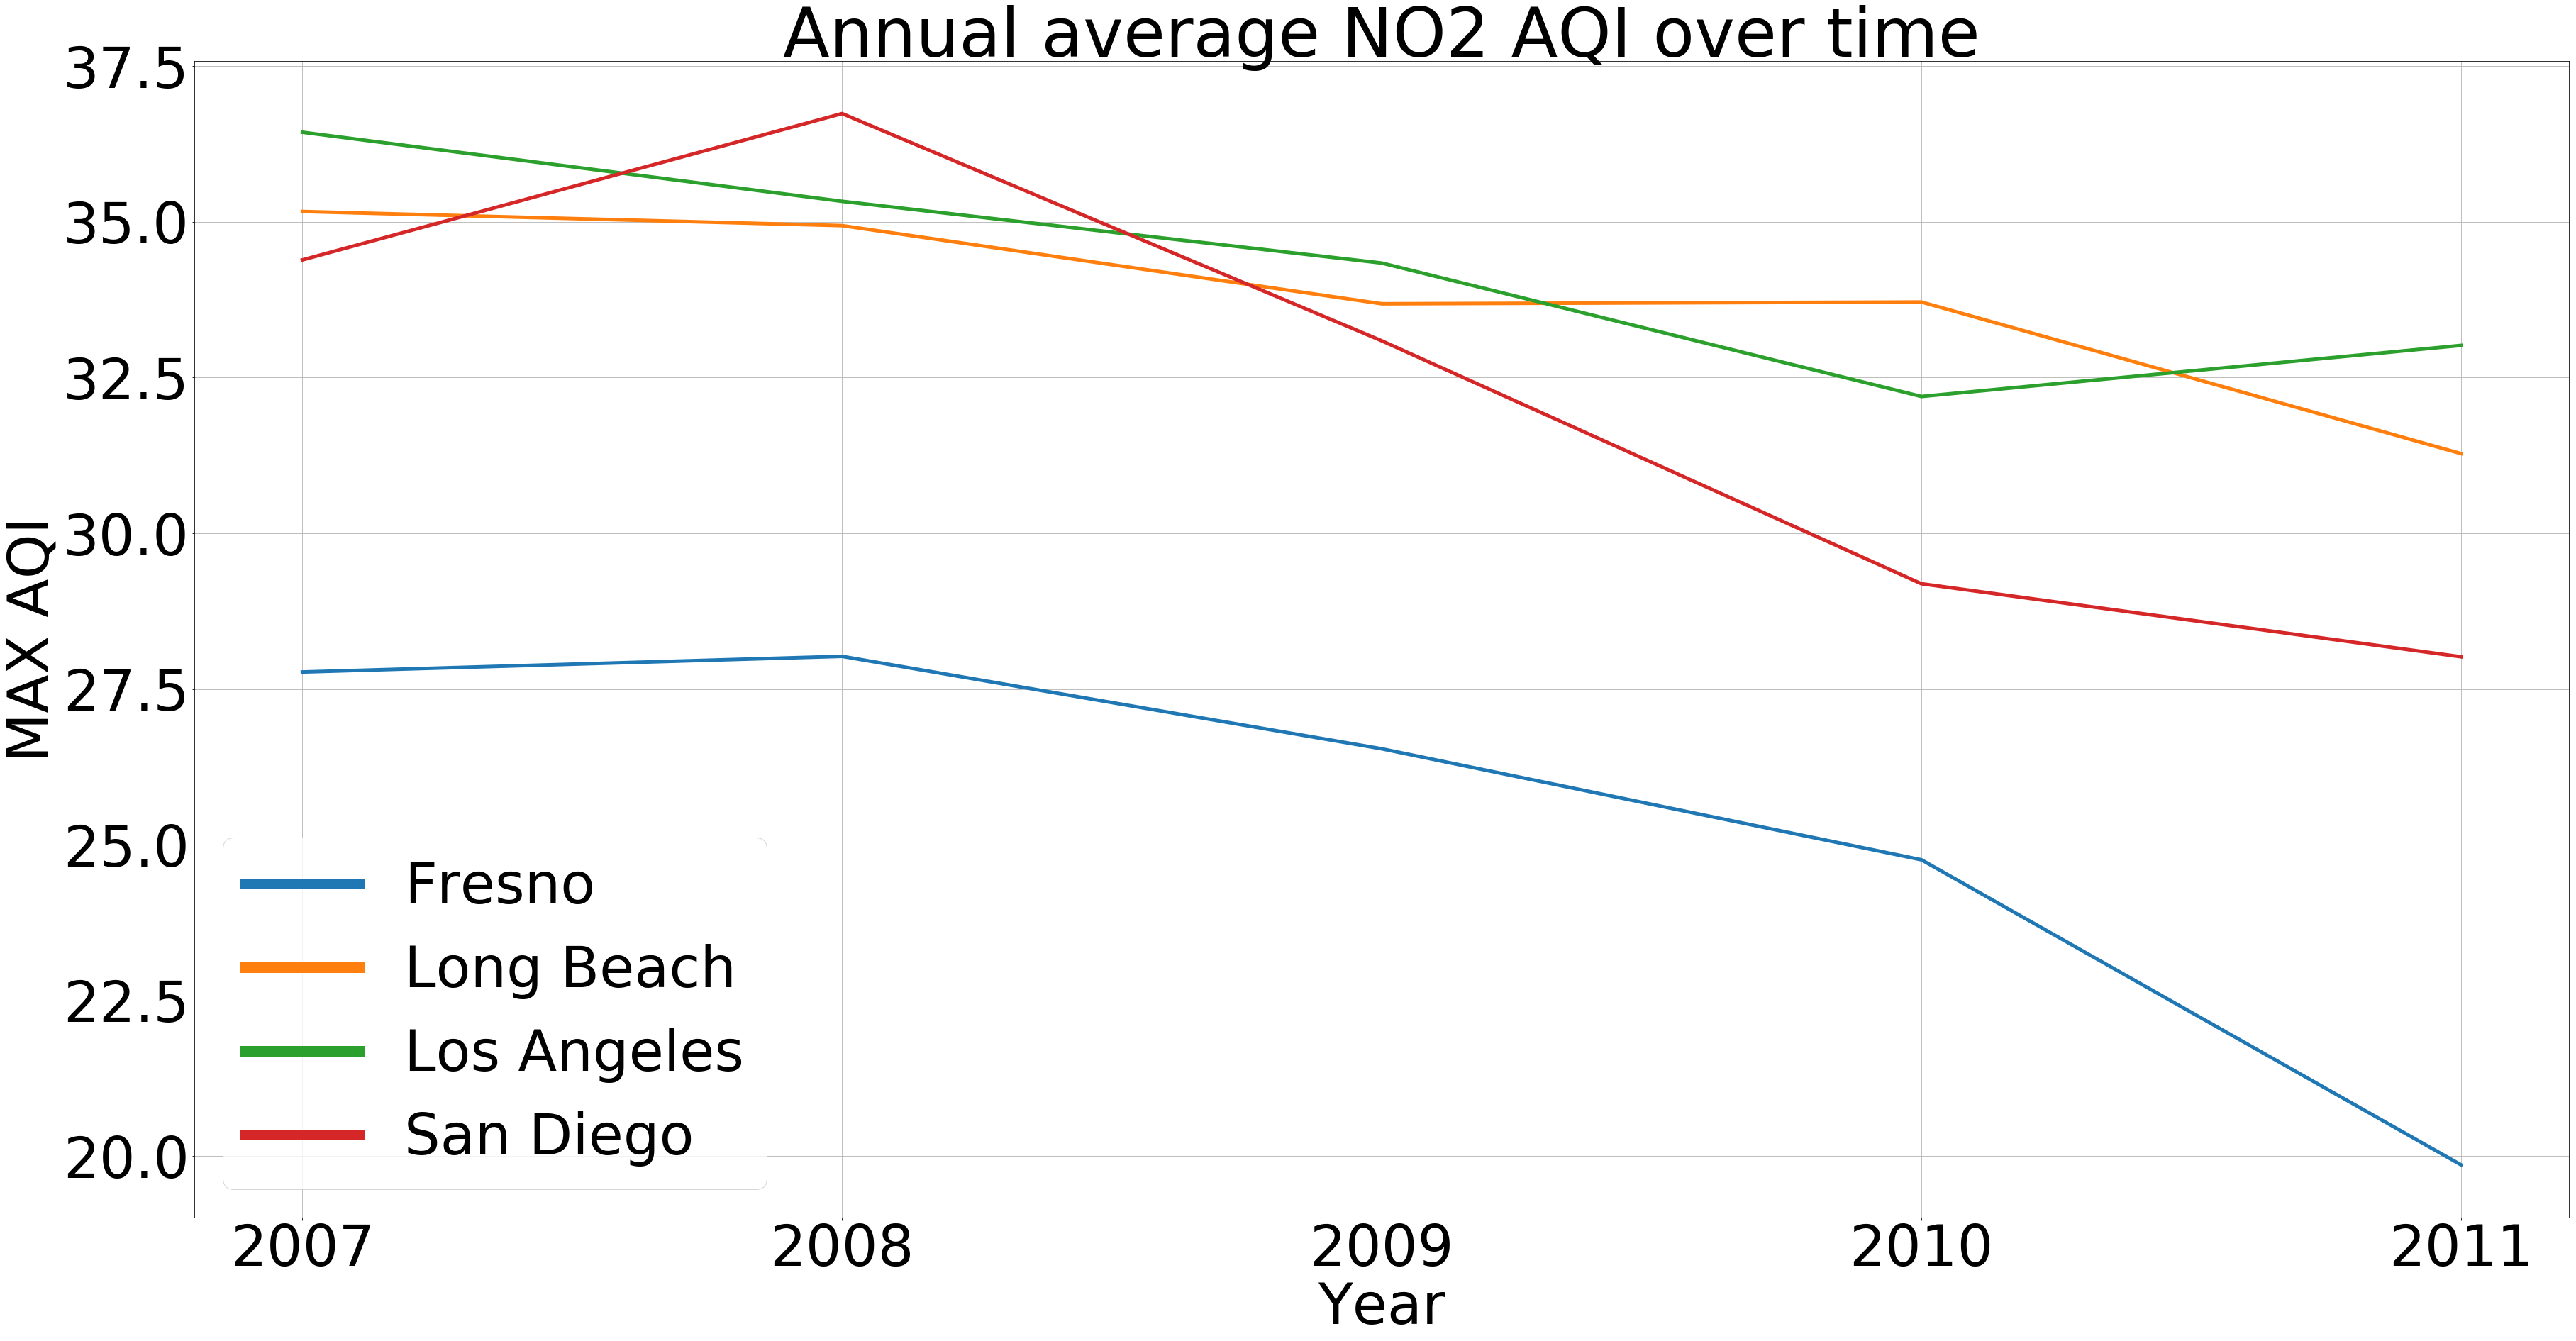 Annual average NO2 AQI over time
37.5
35.0
32.5
30.0
27.5
25.0
22.5
20.0
MAX AQI
Fresno
Long Beach
Los Angeles
San Diego
2007 2008 2009 2010 2011
Year